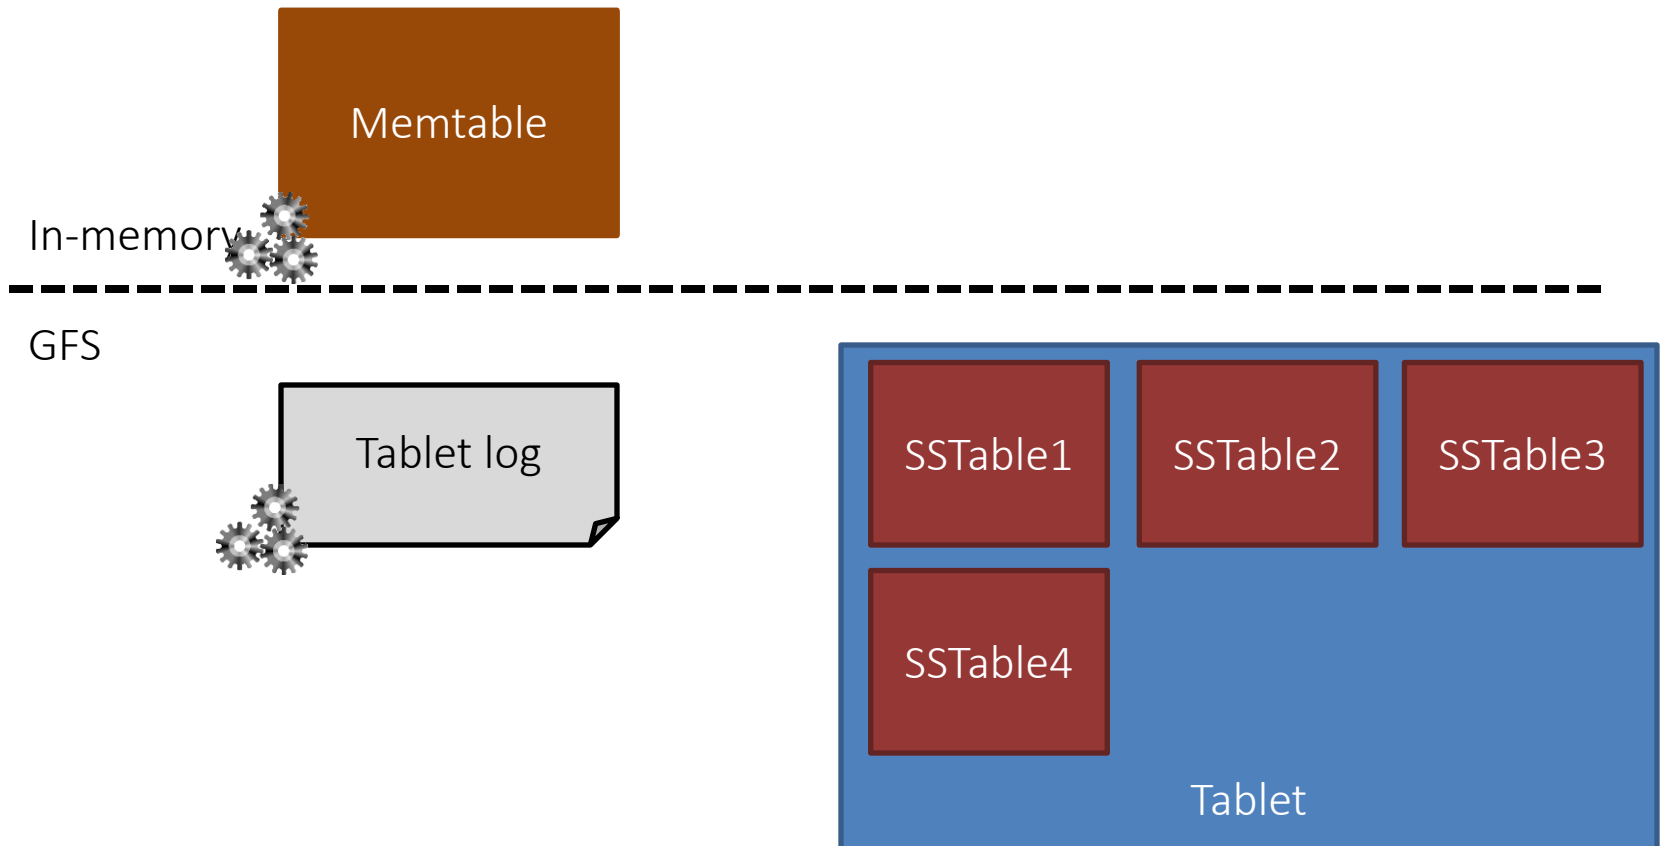 Memtable
In-memory
GFS
Tablet log
SSTable1
SSTable2
SSTable3
SSTable4
Tablet